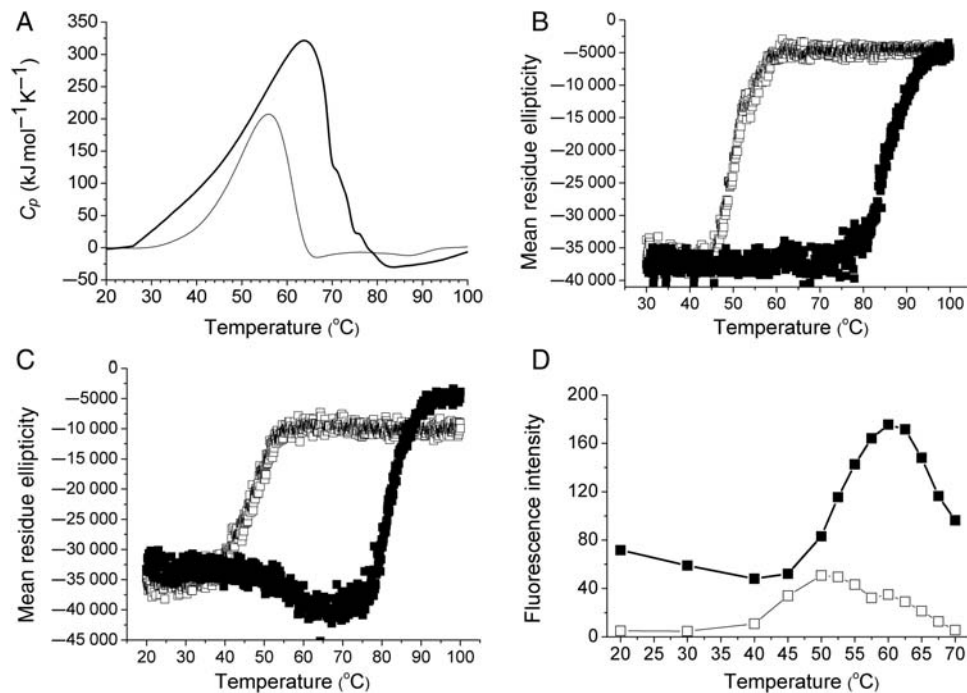 A
350
300
250
200
150
100
50
0
−50
C_p (kJ mol⁻¹ K⁻¹)
20 30 40 50 60 70 80 90 100
Temperature (°C)
B
0
−5000
−10 000
−15 000
−20 000
−25 000
−30 000
−35 000
−40 000
Mean residue ellipticity
30 40 50 60 70 80 90 100
Temperature (°C)
C
0
−5000
−10 000
−15 000
−20 000
−25 000
−30 000
−35 000
−40 000
−45 000
Mean residue ellipticity
20 30 40 50 60 70 80 90 100
Temperature (°C)
D
200
160
120
80
40
0
Fluorescence intensity
20 25 30 35 40 45 50 55 60 65 70
Temperature (°C)